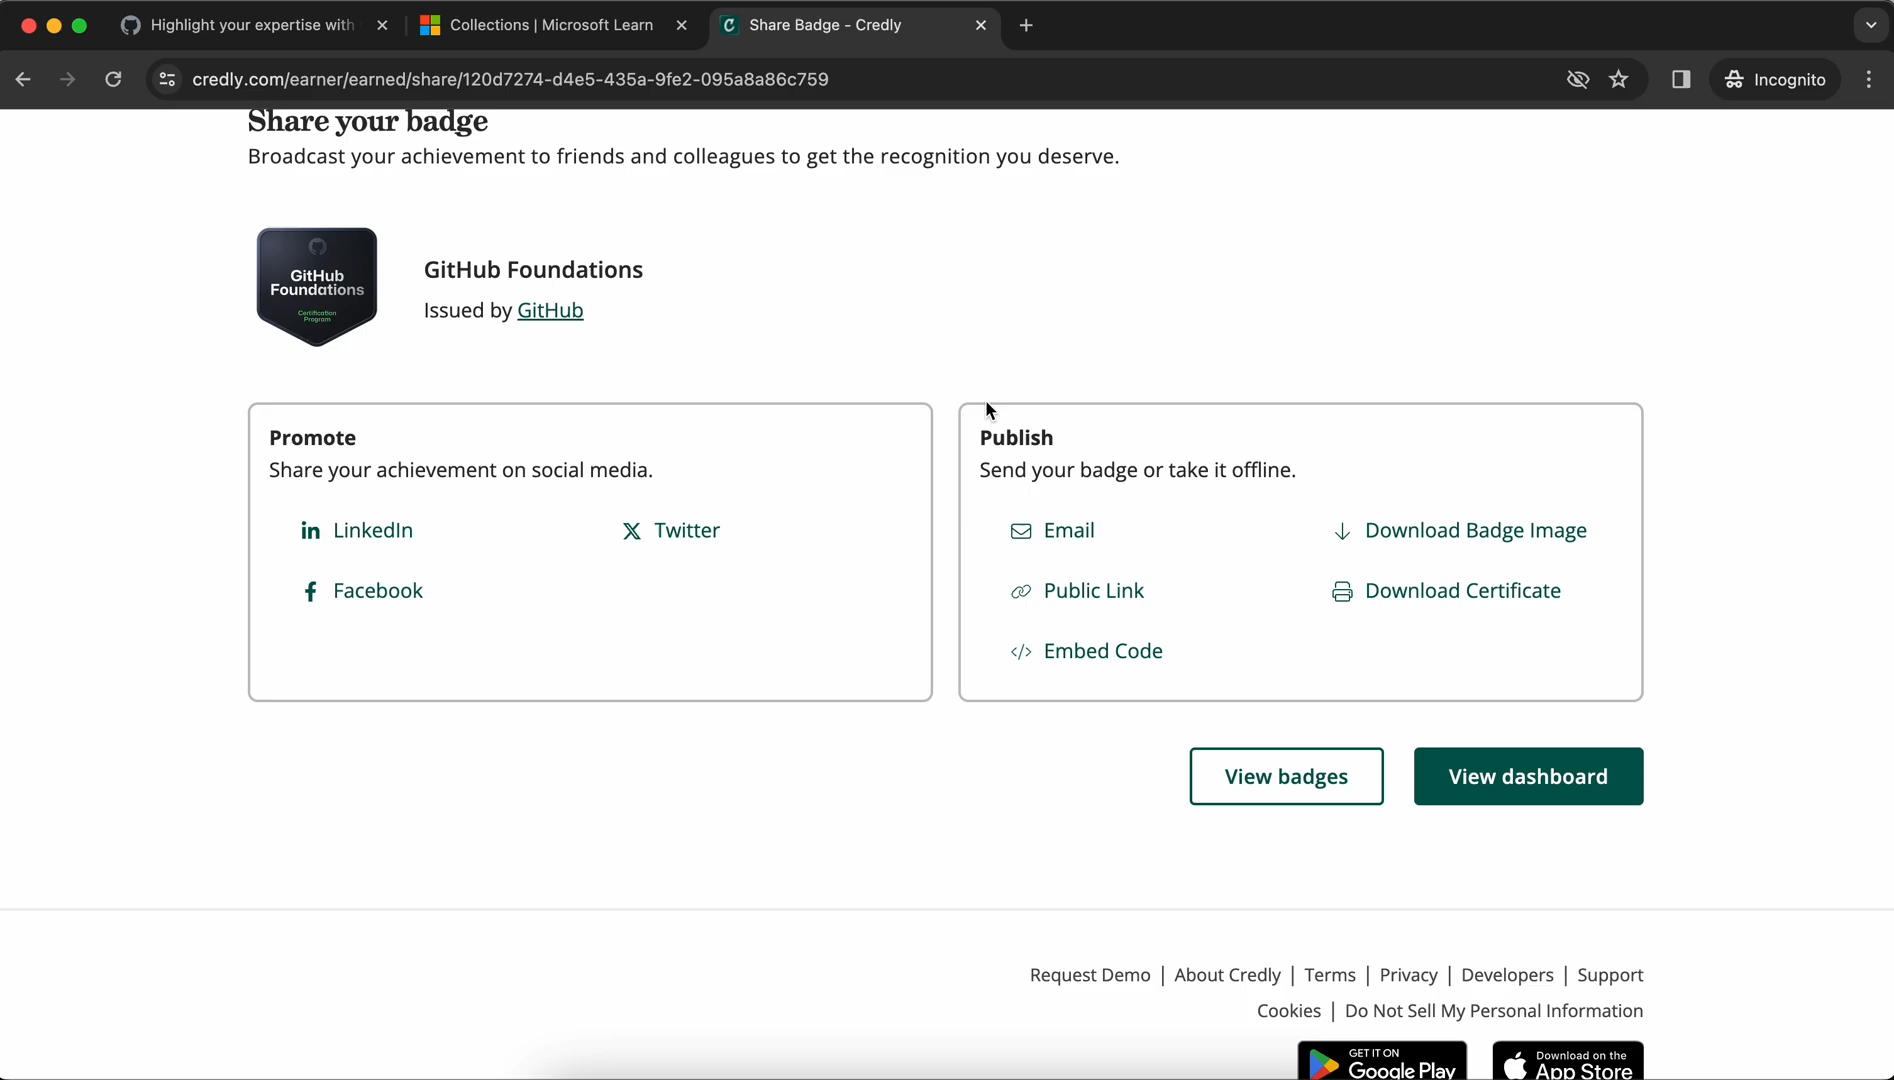 Highlight your expertise with
Collections | Microsoft Learn
Share Badge - Credly
credly.com/earner/earned/share/120d7274-d4e5-435a-9fe2-095a8a86c759
Incognito
Share your badge
Broadcast your achievement to friends and colleagues to get the recognition you deserve.
GitHub
Foundations
Certification
Program
GitHub Foundations
Issued by GitHub
Promote
Share your achievement on social media.
LinkedIn
Twitter
Facebook
Publish
Send your badge or take it offline.
Email
Download Badge Image
Public Link
Download Certificate
Embed Code
View badges
View dashboard
Request Demo | About Credly | Terms | Privacy | Developers | Support
Cookies | Do Not Sell My Personal Information
GET IT ON
Google Play
Download on the
App Store